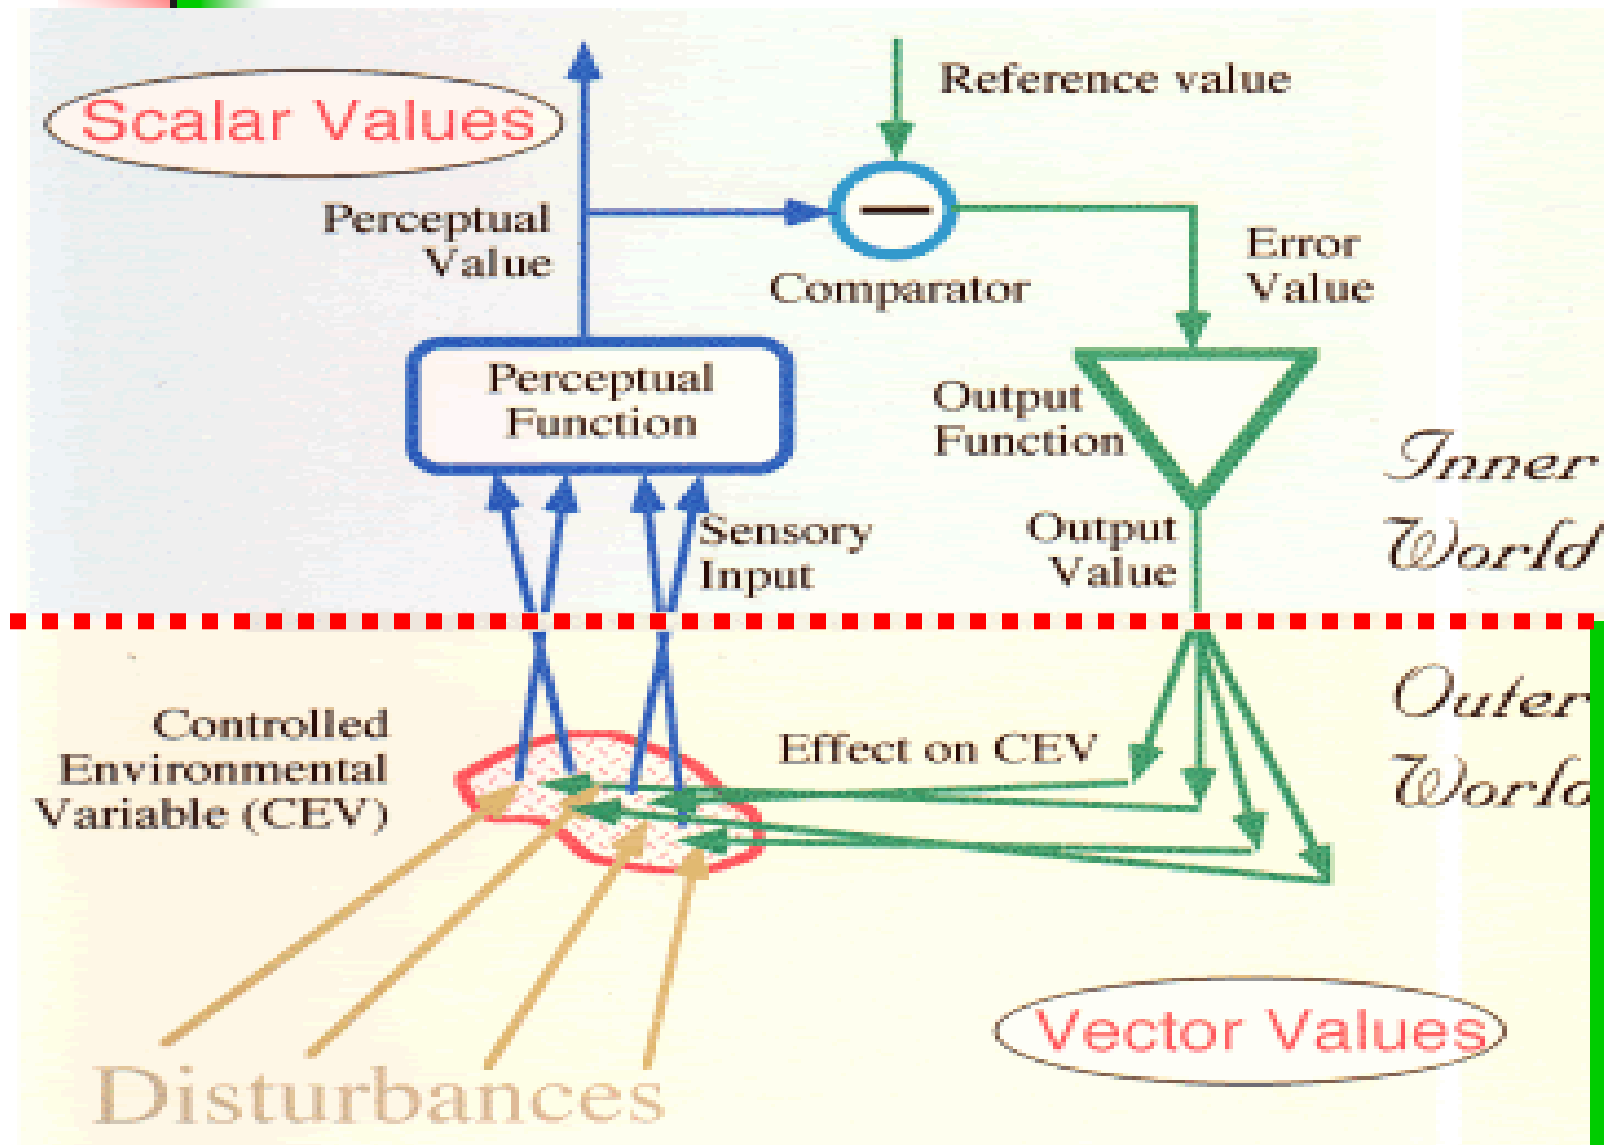 Scalar Values
Reference value
Perceptual
Value
Comparator
Error
Value
Perceptual
Function
Output
Function
Inner
World
Sensory
Input
Output
Value
Outer
World
Controlled
Environmental
Variable (CEV)
Effect on CEV
Vector Values
Disturbances